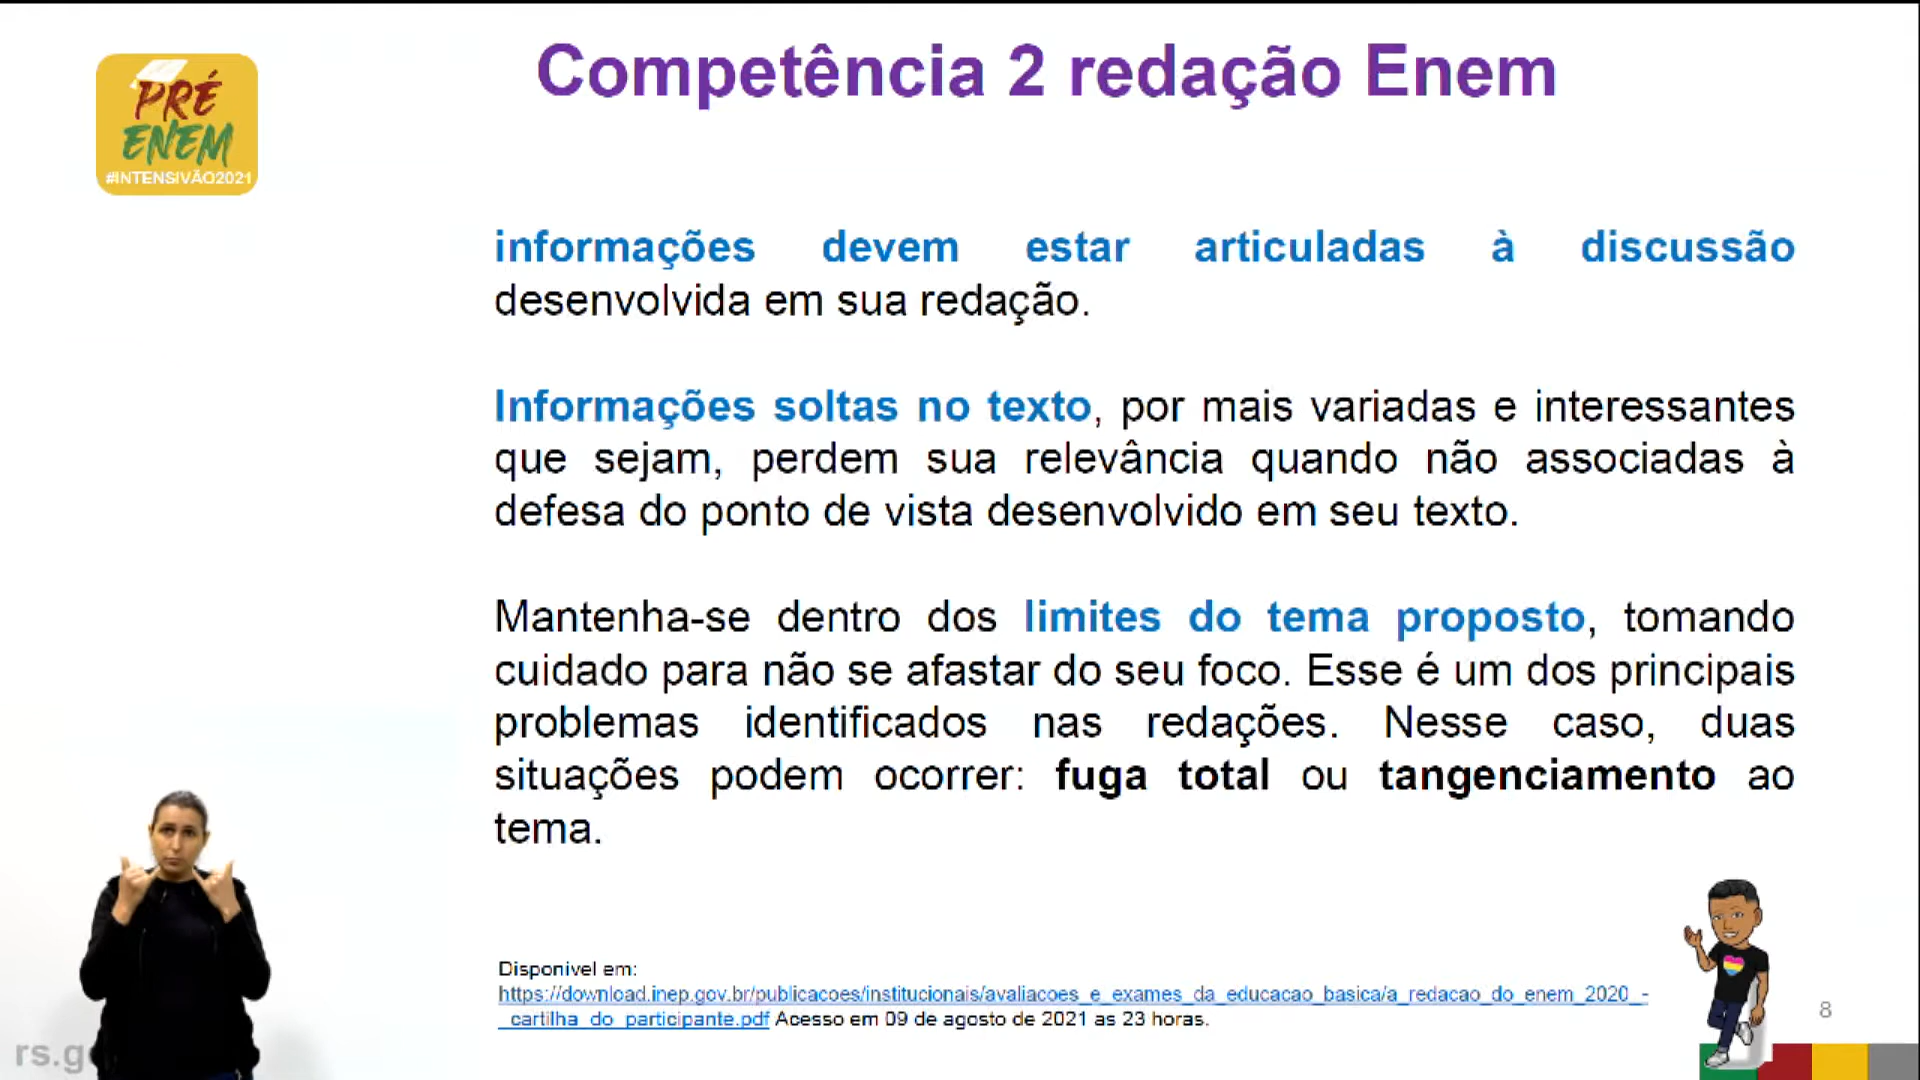 Competência 2 redação Enem
PRÉ
ENEM
#INTENSIVÃO2021
informações devem estar articuladas à discussão
desenvolvida em sua redação.
Informações soltas no texto, por mais variadas e interessantes
que sejam, perdem sua relevância quando não associadas à
defesa do ponto de vista desenvolvido em seu texto.
Mantenha-se dentro dos limites do tema proposto, tomando
cuidado para não se afastar do seu foco. Esse é um dos principais
problemas identificados nas redações. Nesse caso, duas
situações podem ocorrer: fuga total ou tangenciamento ao
tema.
Disponivel em:
https://download.inep.gov.br/publicacoes/institucionais/avaliacoes_e_exames_da_educacao_basica/a_redacao_do_enem_2020_-
_cartilha_do_participante.pdf Acesso em 09 de agosto de 2021 as 23 horas.
8
rs.g